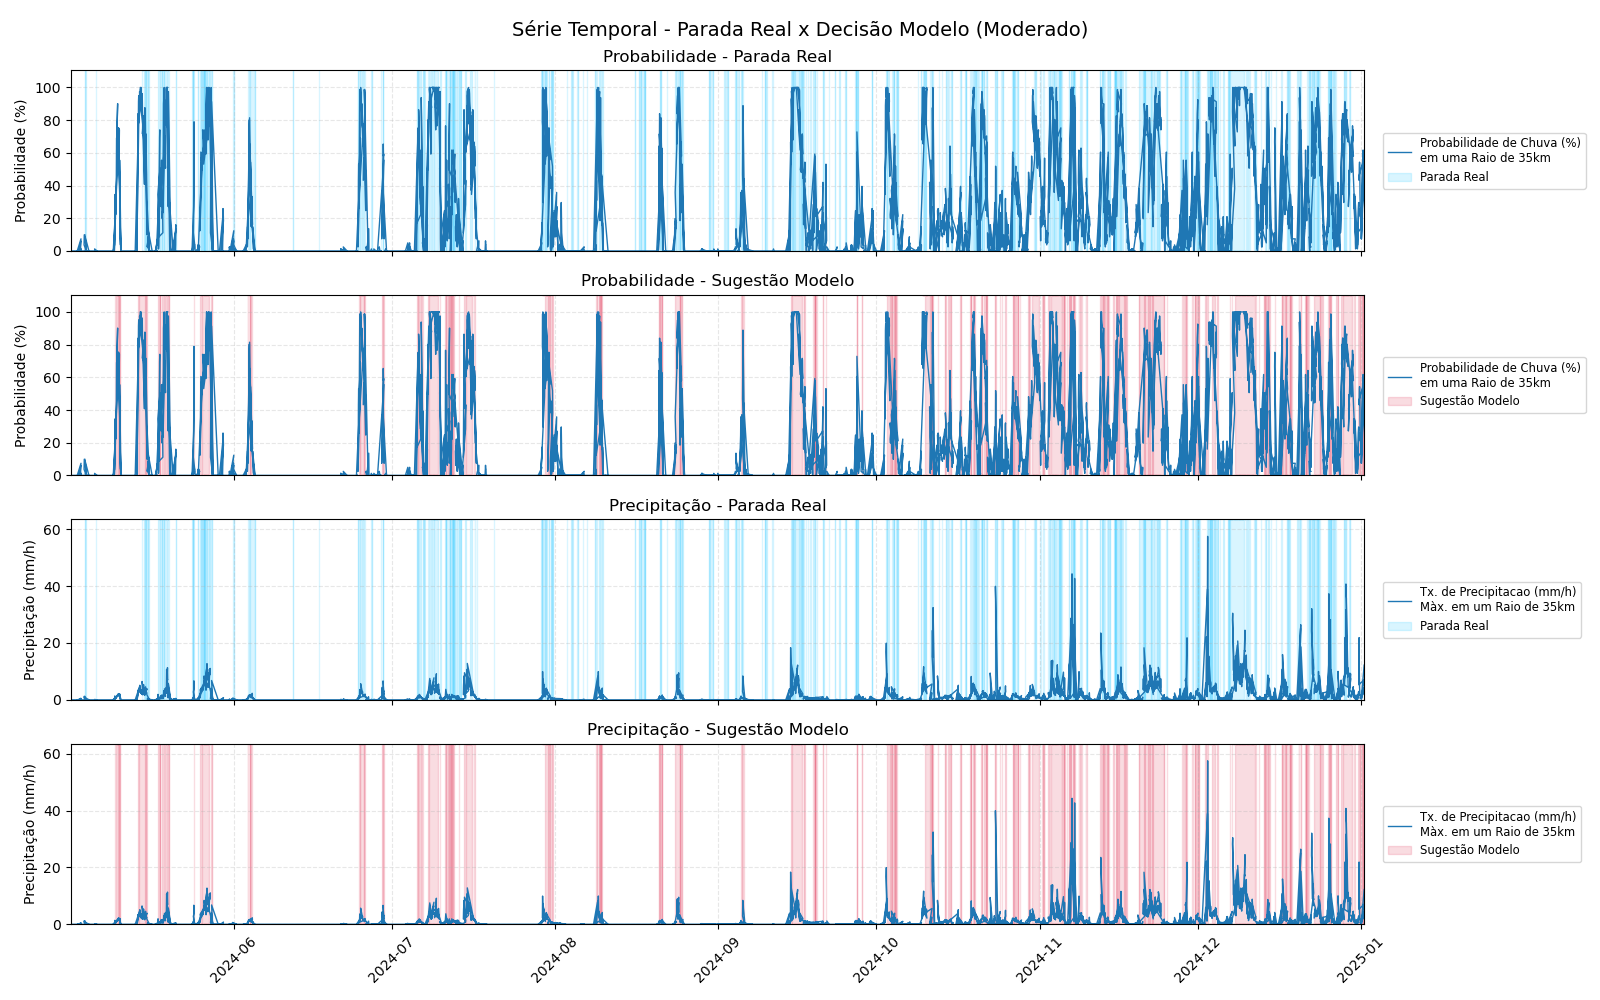 Série Temporal - Parada Real x Decisão Modelo (Moderado)
Probabilidade - Parada Real
Probabilidade (%)
100
80
60
40
20
0
Probabilidade de Chuva (%)
em uma Raio de 35km
Parada Real
Probabilidade - Sugestão Modelo
Probabilidade (%)
100
80
60
40
20
0
Probabilidade de Chuva (%)
em uma Raio de 35km
Sugestão Modelo
Precipitação - Parada Real
Precipitação (mm/h)
60
40
20
0
Tx. de Precipitacao (mm/h)
Màx. em um Raio de 35km
Parada Real
Precipitação - Sugestão Modelo
Precipitação (mm/h)
60
40
20
0
Tx. de Precipitacao (mm/h)
Màx. em um Raio de 35km
Sugestão Modelo
2024-06
2024-07
2024-08
2024-09
2024-10
2024-11
2024-12
2025-01